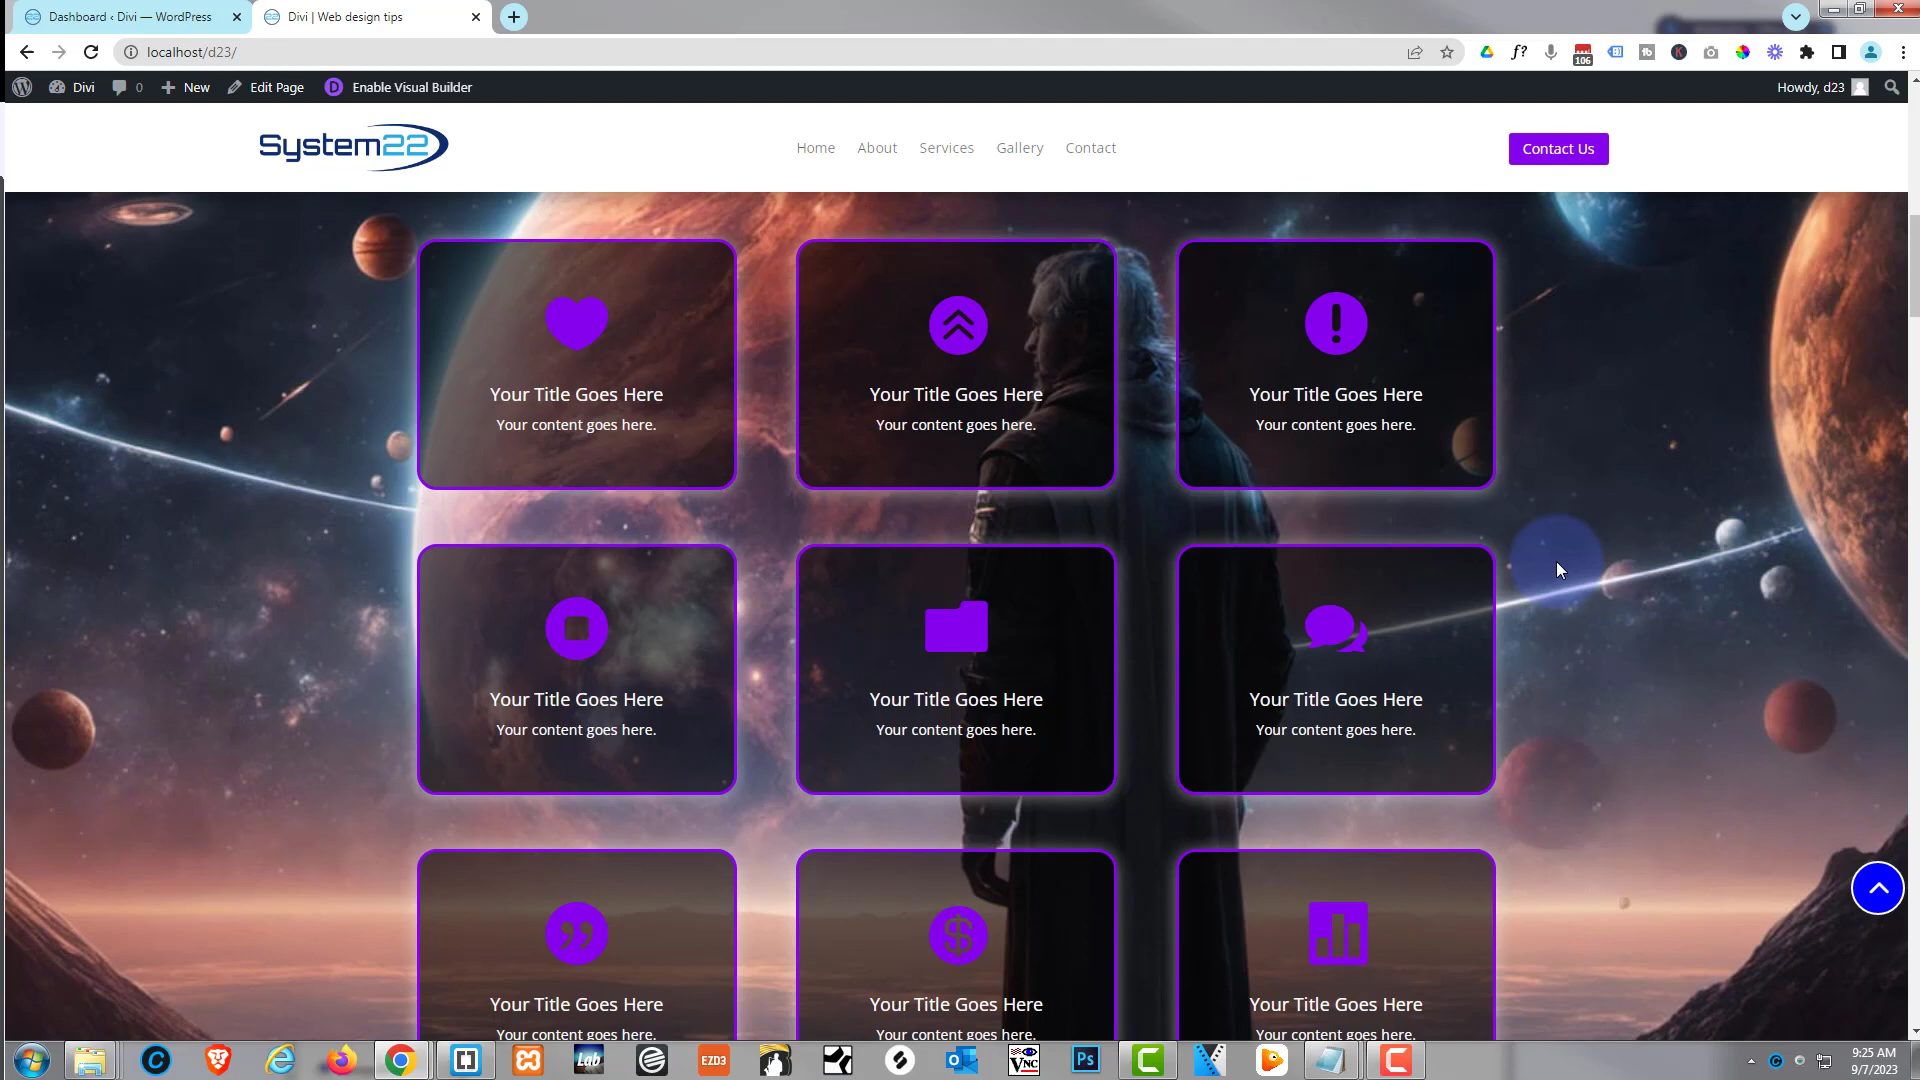 Dashboard ‹ Divi — WordPress
Divi | Web design tips
localhost/d23/
106
Divi
0
New
Edit Page
Enable Visual Builder
Howdy, d23
System22
Home
About
Services
Gallery
Contact
Contact Us
Your Title Goes Here
Your content goes here.
Your Title Goes Here
Your content goes here.
Your Title Goes Here
Your content goes here.
Your Title Goes Here
Your content goes here.
Your Title Goes Here
Your content goes here.
Your Title Goes Here
Your content goes here.
Your Title Goes Here
Your content goes here.
Your Title Goes Here
Your content goes here.
Your Title Goes Here
Your content goes here.
Lab
EZD3
VNC
Ps
9:25 AM
9/7/2023